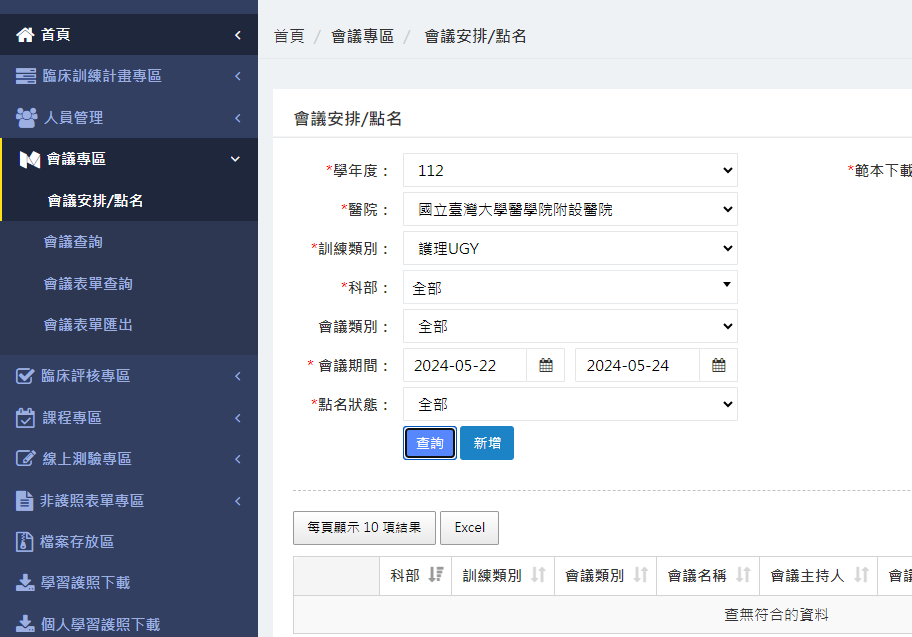 首頁
臨床訓練計畫專區
人員管理
會議專區
會議安排/點名
會議查詢
會議表單查詢
會議表單匯出
臨床評核專區
課程專區
線上測驗專區
非護照表單專區
檔案存放區
學習護照下載
個人學習護照下載
首頁 / 會議專區 / 會議安排/點名
會議安排/點名
*學年度： 112
*範本下載
*醫院： 國立臺灣大學醫學院附設醫院
*訓練類別： 護理UGY
*科部： 全部
會議類別： 全部
* 會議期間： 2024-05-22 2024-05-24
*點名狀態： 全部
查詢 新增
每頁顯示 10 項結果 Excel
科部 訓練類別 會議類別 會議名稱 會議主持人 會
查無符合的資料